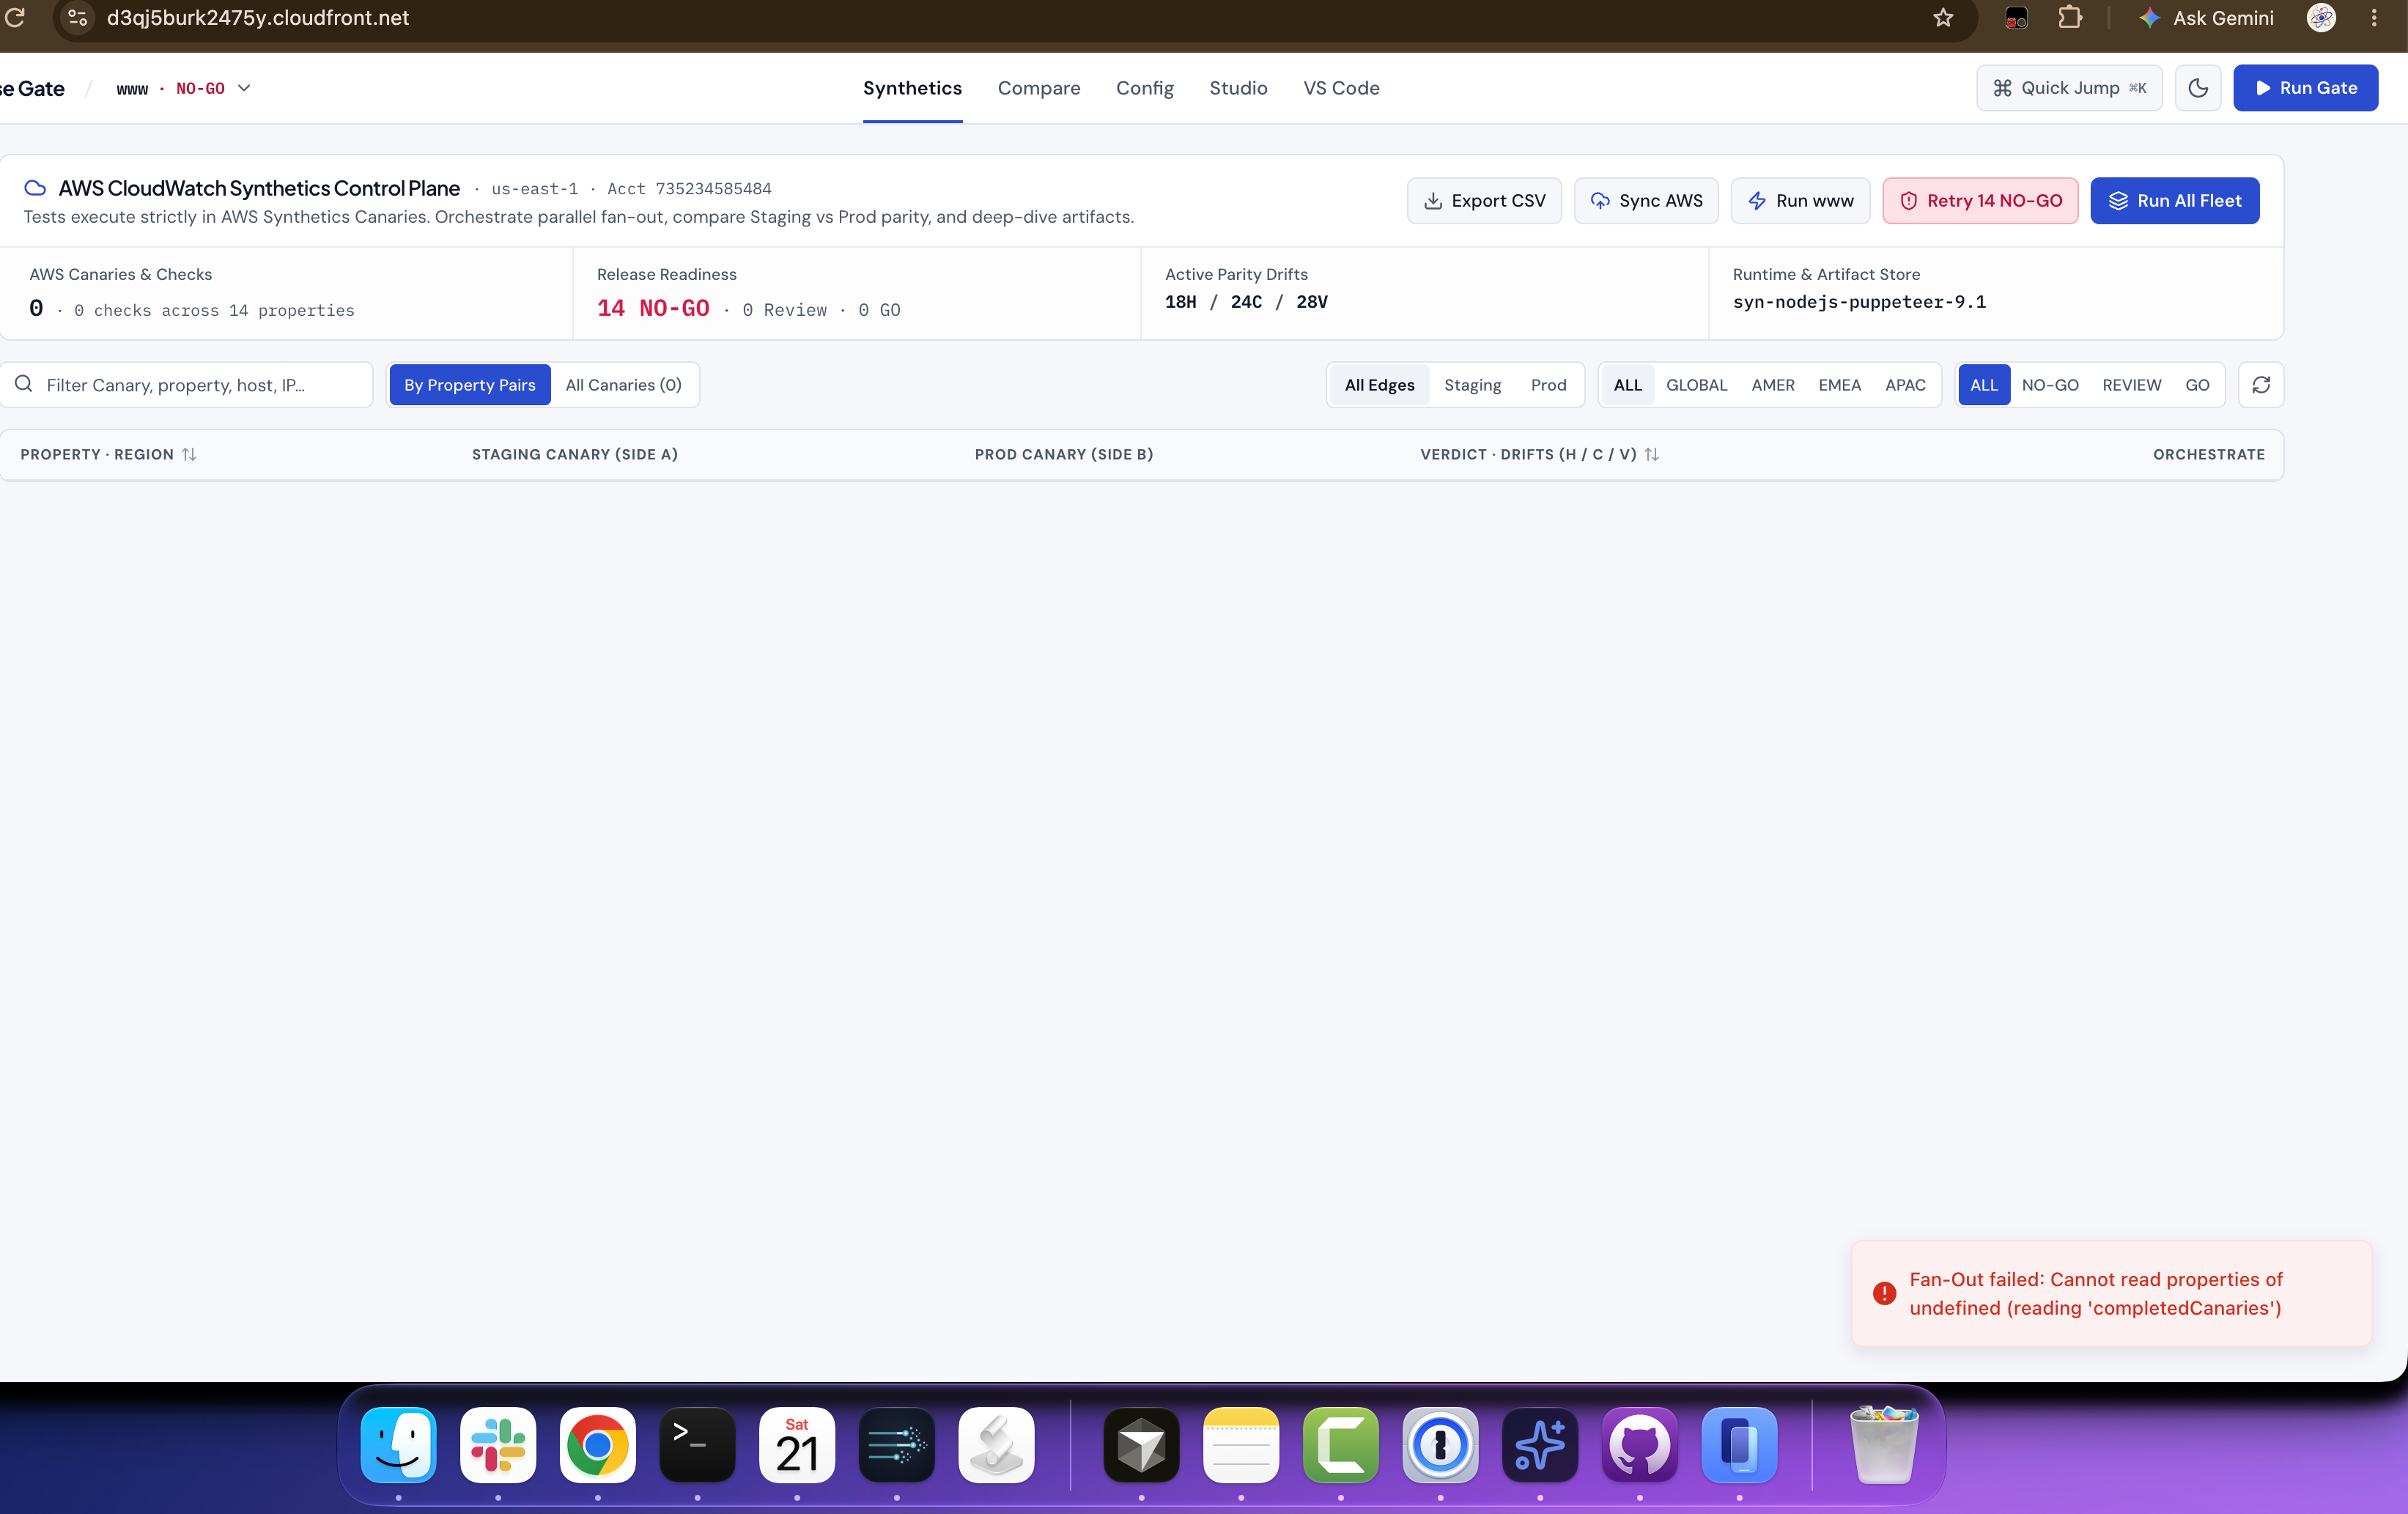 d3qj5burk2475y.cloudfront.net
Ask Gemini
se Gate / www · NO-GO
Synthetics Compare Config Studio VS Code
Quick Jump ⌘K
Run Gate
AWS CloudWatch Synthetics Control Plane · us-east-1 · Acct 735234585484
Tests execute strictly in AWS Synthetics Canaries. Orchestrate parallel fan-out, compare Staging vs Prod parity, and deep-dive artifacts.
Export CSV Sync AWS Run www Retry 14 NO-GO Run All Fleet
AWS Canaries & Checks
0 · 0 checks across 14 properties
Release Readiness
14 NO-GO · 0 Review · 0 GO
Active Parity Drifts
18H / 24C / 28V
Runtime & Artifact Store
syn-nodejs-puppeteer-9.1
Filter Canary, property, host, IP...
By Property Pairs All Canaries (0)
All Edges Staging Prod
ALL GLOBAL AMER EMEA APAC
ALL NO-GO REVIEW GO
PROPERTY · REGION STAGING CANARY (SIDE A) PROD CANARY (SIDE B) VERDICT · DRIFTS (H / C / V) ORCHESTRATE
Fan-Out failed: Cannot read properties of
undefined (reading 'completedCanaries')
Sat
21